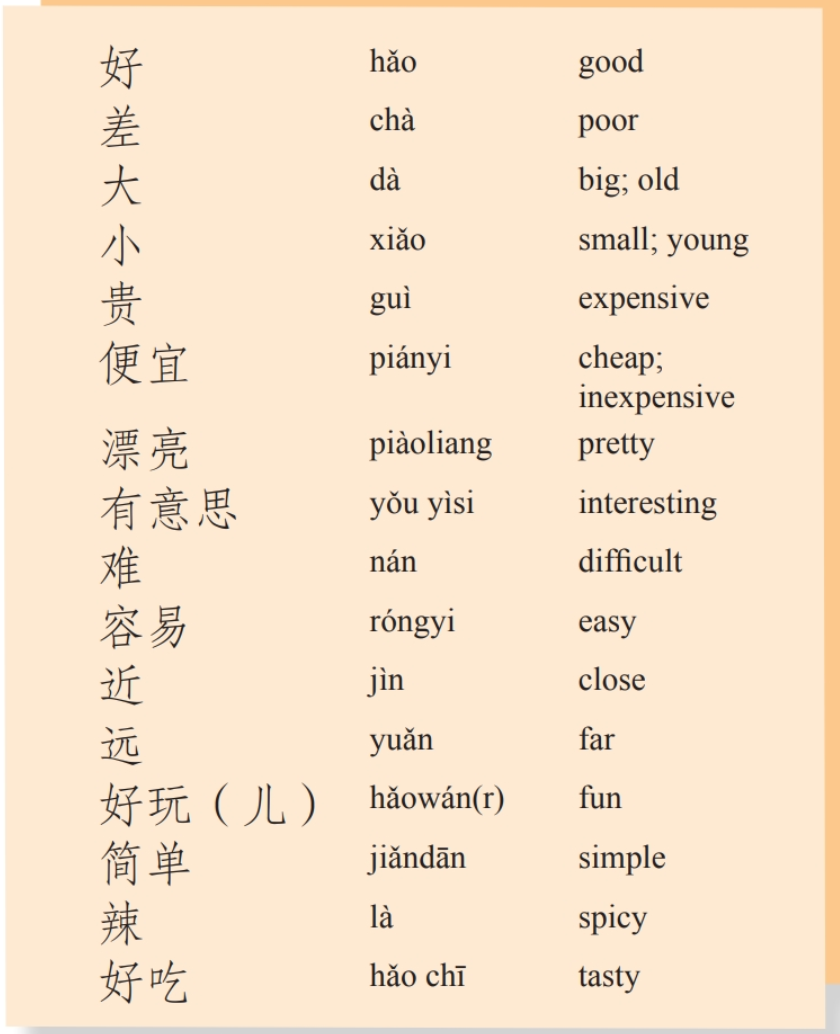 好 hǎo good
差 chà poor
大 dà big; old
小 xiǎo small; young
贵 guì expensive
便宜 piányi cheap;
inexpensive
漂亮 piàoliang pretty
有意思 yǒu yìsi interesting
难 nán difficult
容易 róngyi easy
近 jìn close
远 yuǎn far
好玩（儿） hǎowán(r) fun
简单 jiǎndān simple
辣 là spicy
好吃 hǎo chī tasty